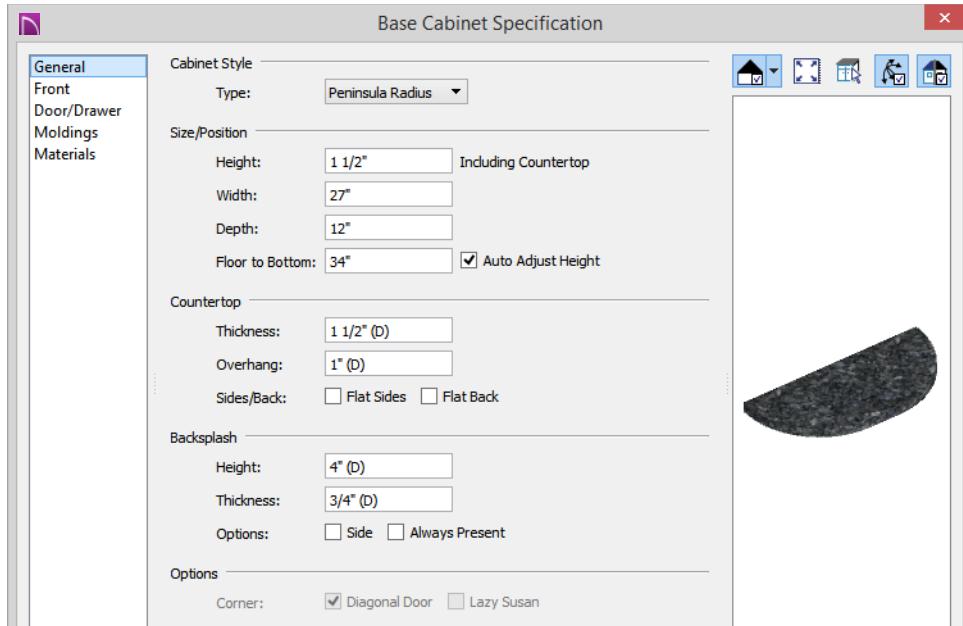 Base Cabinet Specification
General
Front
Door/Drawer
Moldings
Materials
Cabinet Style
Type: Peninsula Radius
Size/Position
Height: 1 1/2" Including Countertop
Width: 27"
Depth: 12"
Floor to Bottom: 34" Auto Adjust Height
Countertop
Thickness: 1 1/2" (D)
Overhang: 1" (D)
Sides/Back: Flat Sides Flat Back
Backsplash
Height: 4" (D)
Thickness: 3/4" (D)
Options: Side Always Present
Options
Corner: Diagonal Door Lazy Susan